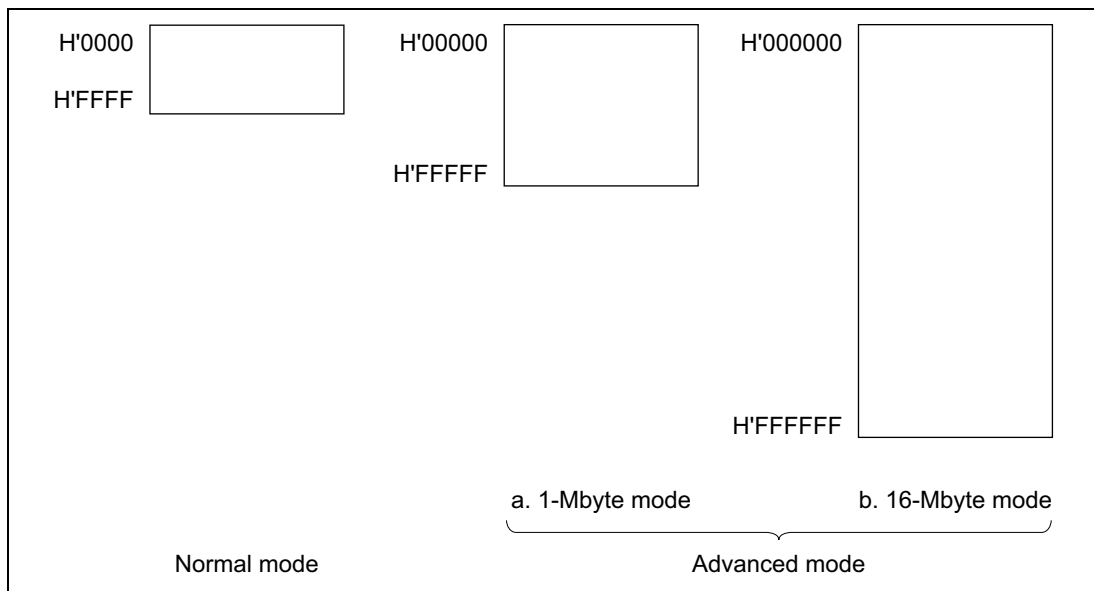 H'0000
H'FFFF
H'00000
H'FFFFF
H'000000
H'FFFFFF
a. 1-Mbyte mode
b. 16-Mbyte mode
Normal mode
Advanced mode